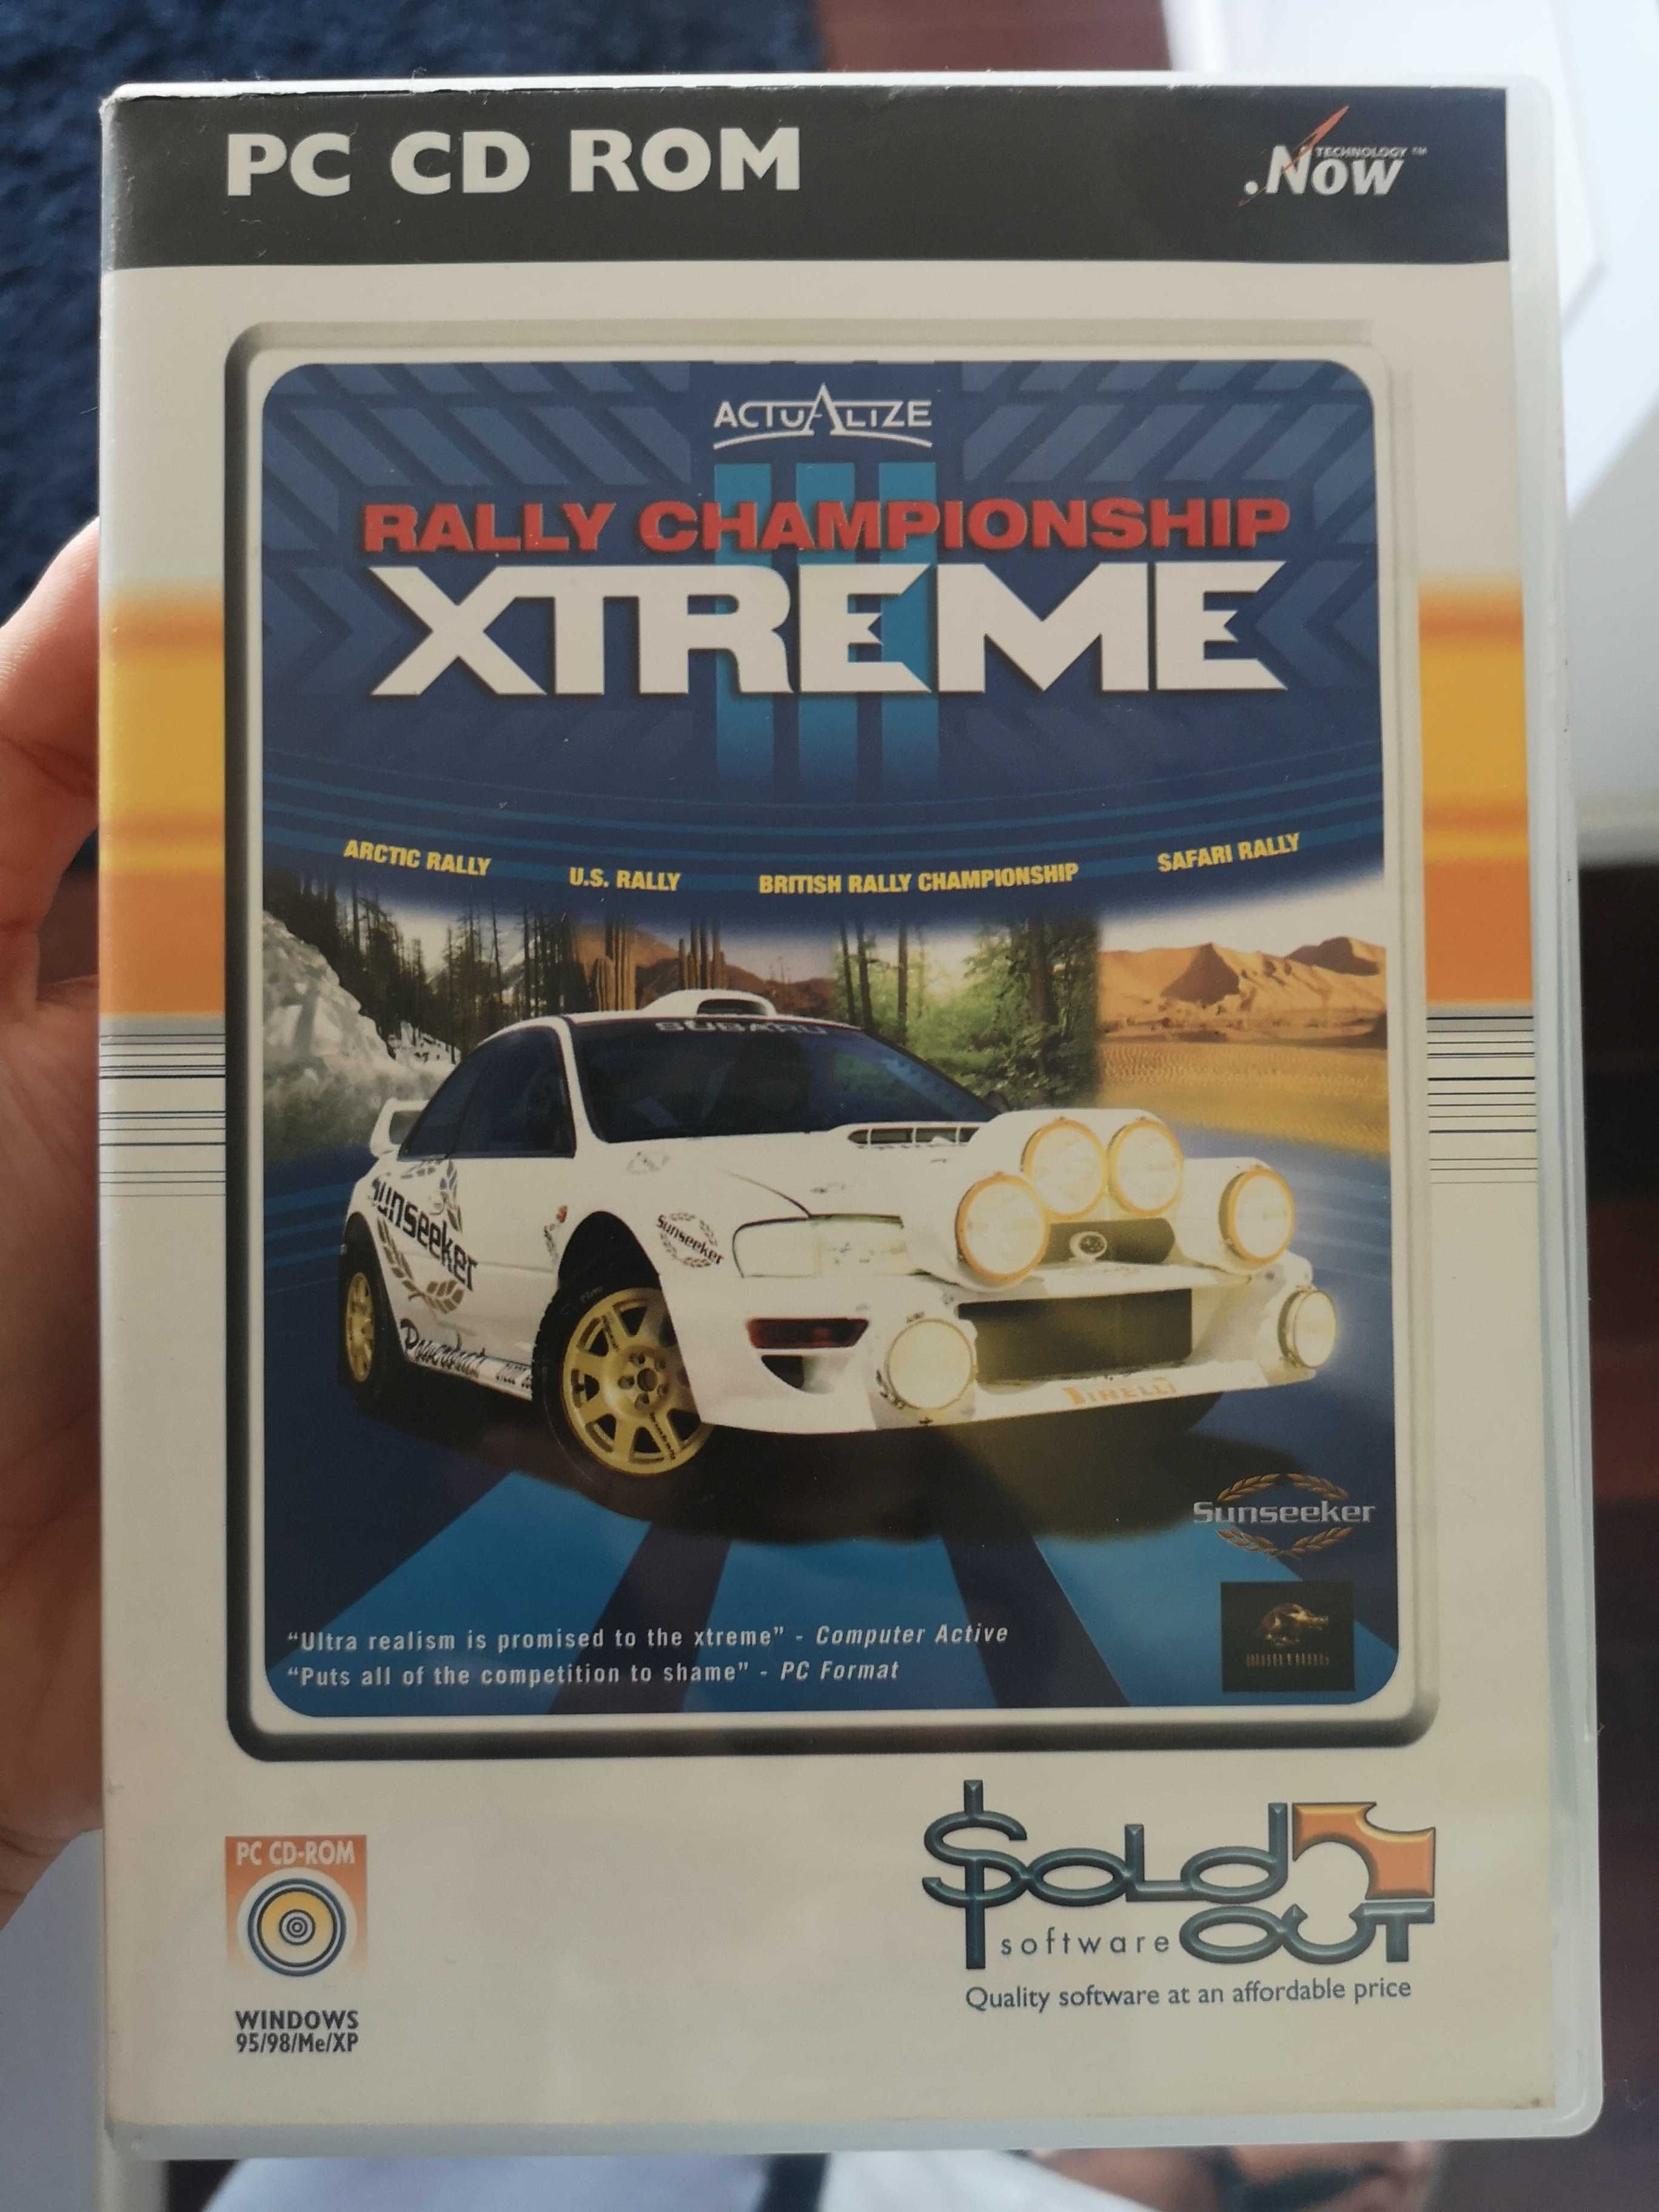 PC CD ROM
TECHNOLOGY ™
.Now
ACTUALIZE
RALLY CHAMPIONSHIP
XTREME
ARCTIC RALLY
U.S. RALLY
BRITISH RALLY CHAMPIONSHIP
SAFARI RALLY
SUBARU
Sunseeker
Sunseeker
PIRELLI
Sunseeker
“Ultra realism is promised to the xtreme” - Computer Active
“Puts all of the competition to shame” - PC Format
PC CD-ROM
WINDOWS
95/98/Me/XP
SOLD
software OUT
Quality software at an affordable price